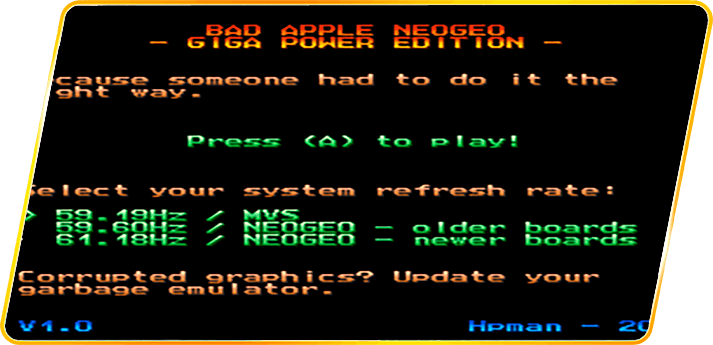 BAD APPLE NEOGEO
- GIGA POWER EDITION -
cause someone had to do it the
ght way.
Press (A) to play!
Select your system refresh rate:
> 59.19Hz / MVS
59.60Hz / NEOGEO - older boards
61.18Hz / NEOGEO - newer boards
Corrupted graphics? Update your
garbage emulator.
V1.0
Hpman - 20